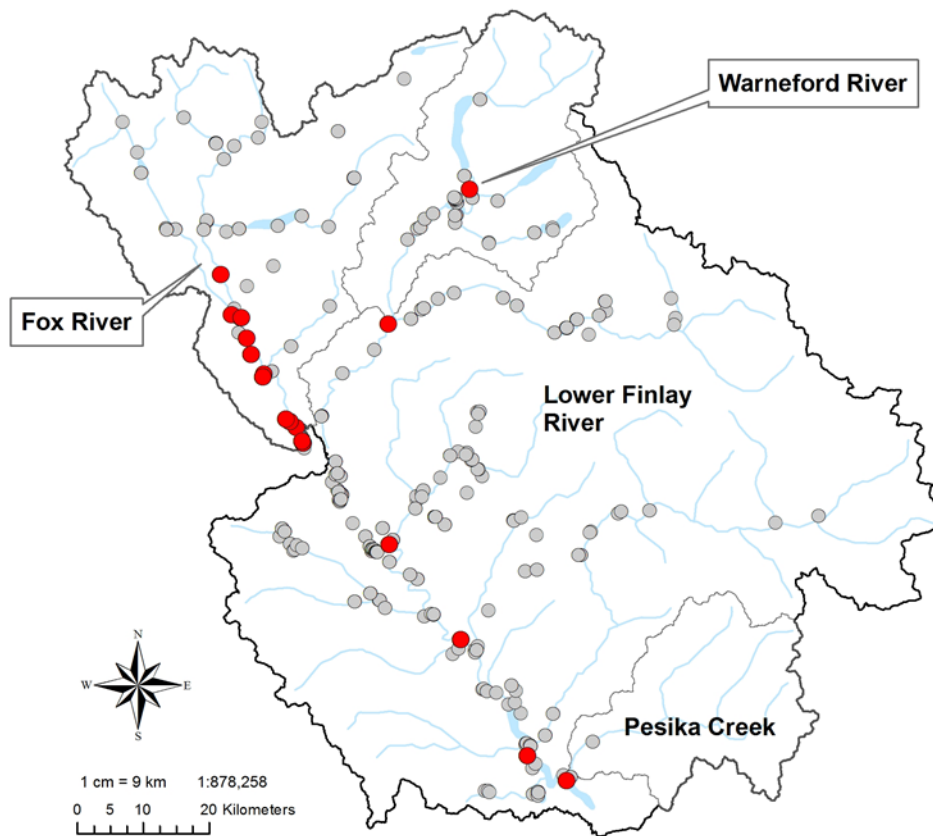 Warneford River
Fox River
Lower Finlay
River
Pesika Creek
N
W E
S
1 cm = 9 km 1:878,258
0 5 10 20 Kilometers